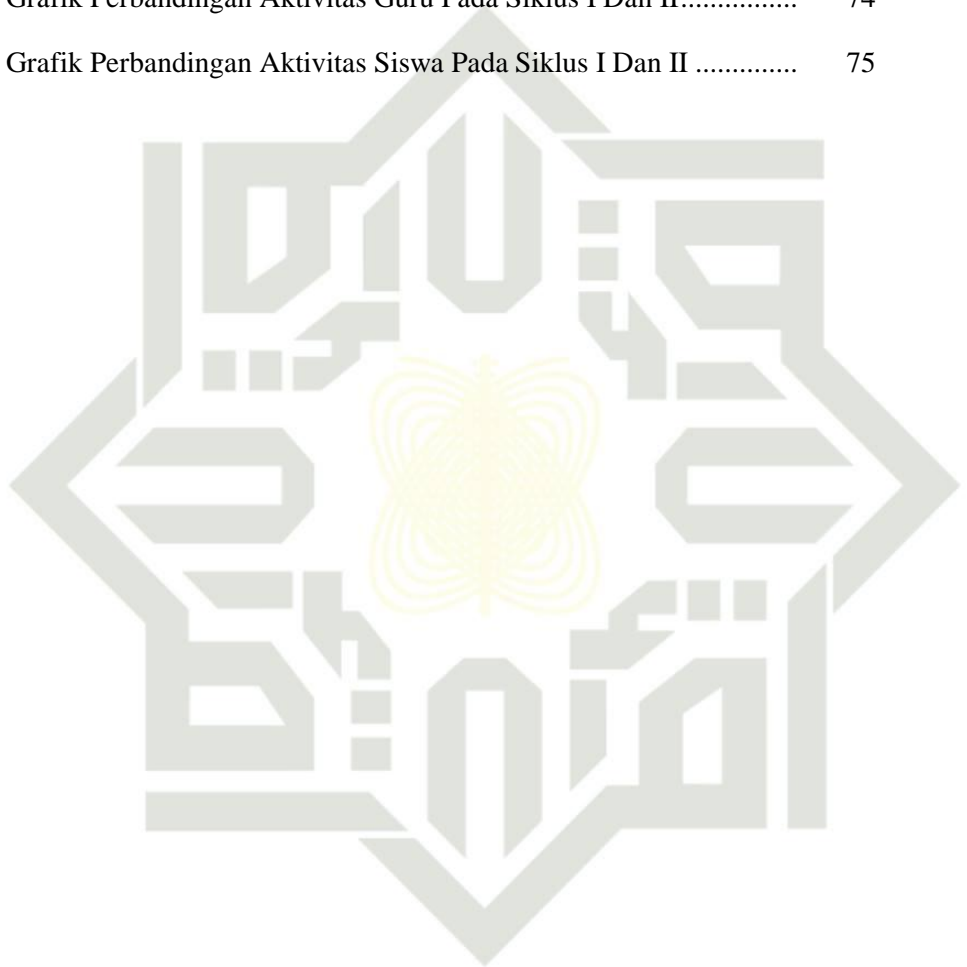 Grafik Perbandingan Aktivitas Guru Pada Siklus I Dan II................ 74
Grafik Perbandingan Aktivitas Siswa Pada Siklus I Dan II .............. 75